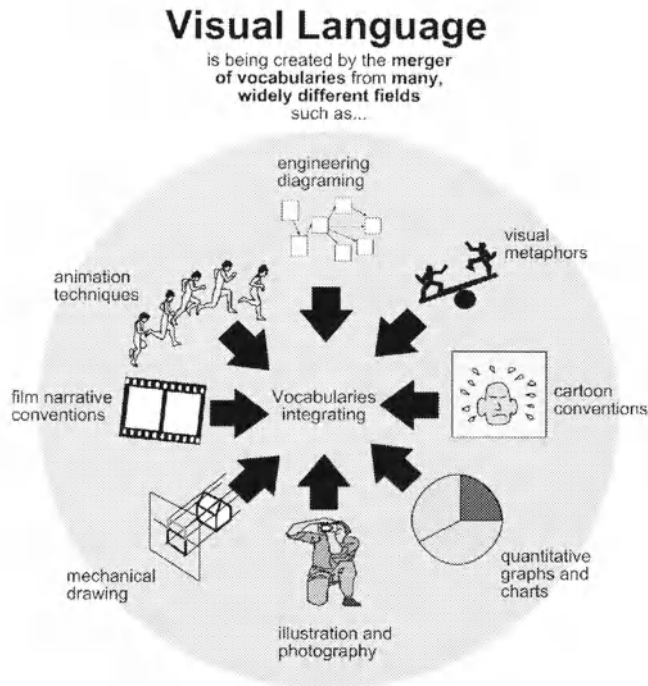 Visual Language
is being created by the merger
of vocabularies from many,
widely different fields
such as...
engineering
diagraming
visual
metaphors
animation
techniques
film narrative
conventions
Vocabularies
integrating
cartoon
conventions
mechanical
drawing
quantitative
graphs and
charts
illustration and
photography